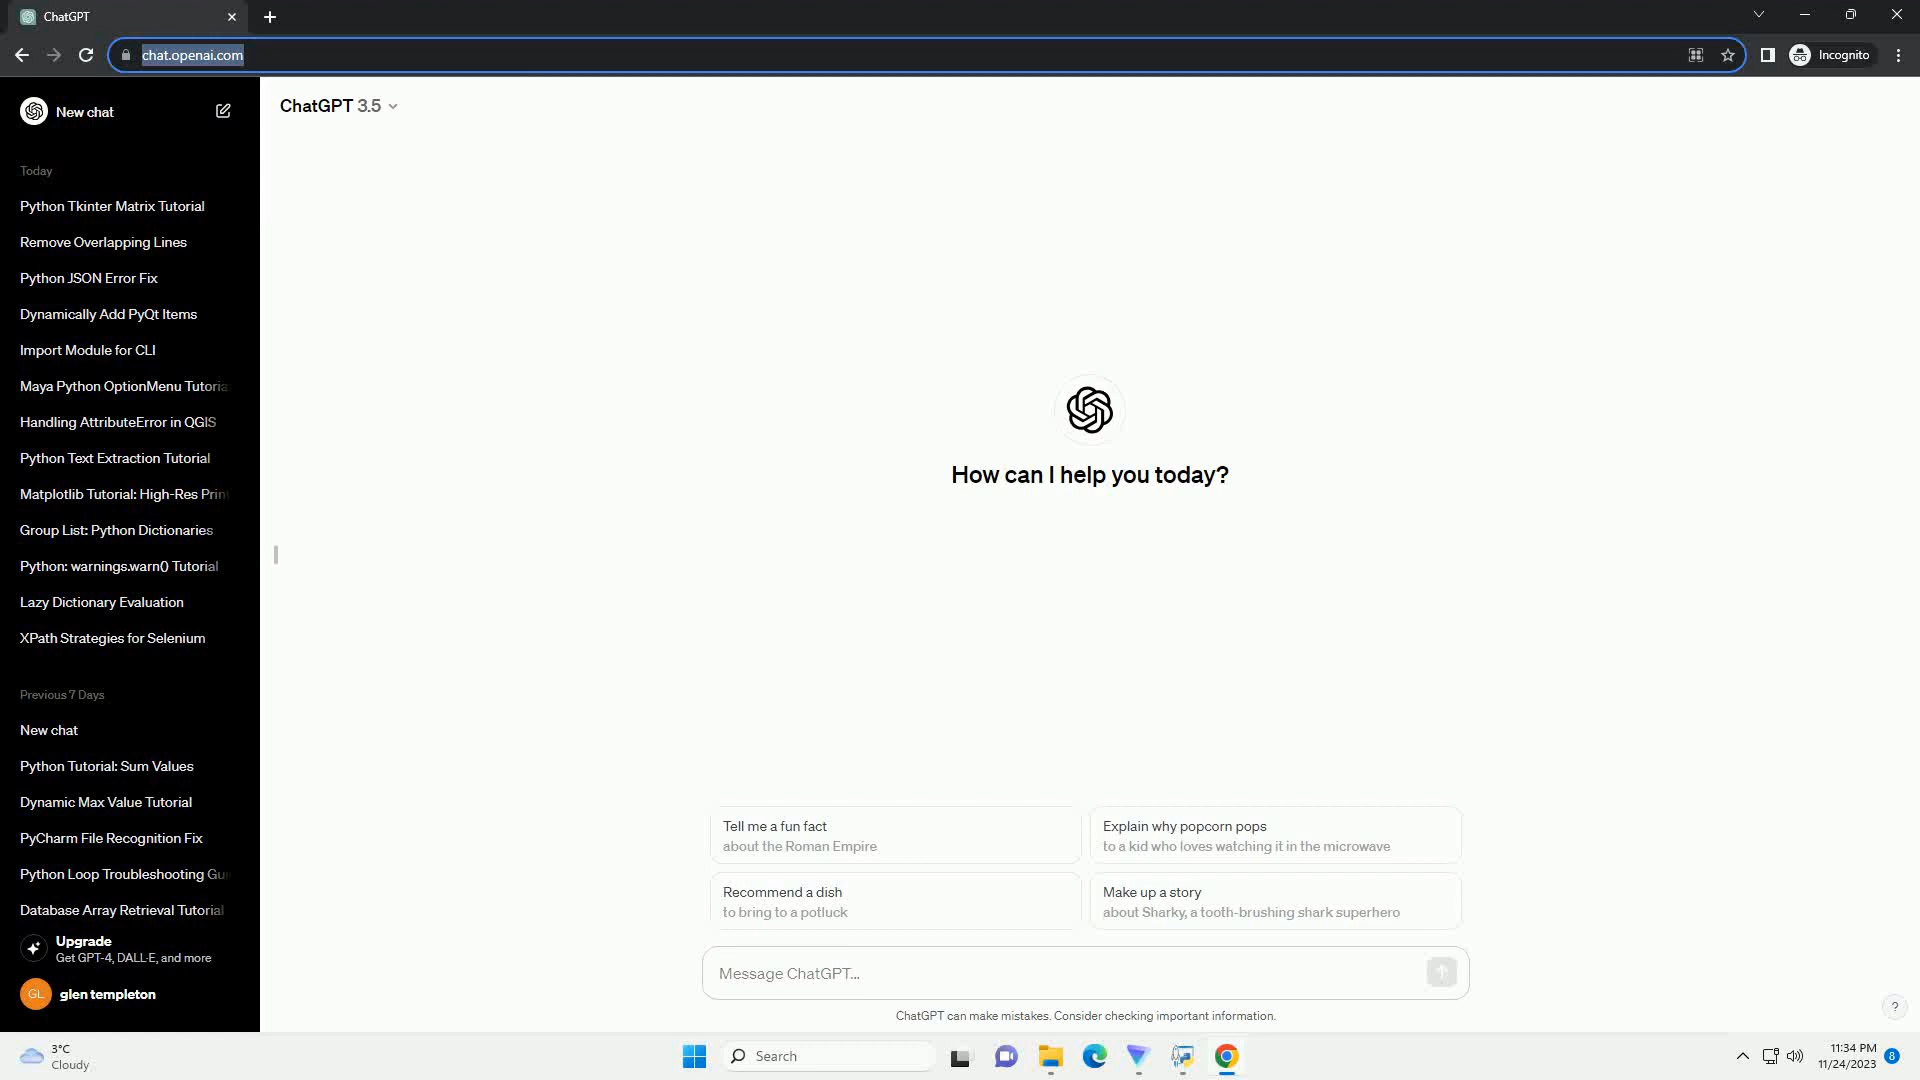 ChatGPT
chat.openai.com
Incognito
New chat
Today
Python Tkinter Matrix Tutorial
Remove Overlapping Lines
Python JSON Error Fix
Dynamically Add PyQt Items
Import Module for CLI
Maya Python OptionMenu Tutoria
Handling AttributeError in QGIS
Python Text Extraction Tutorial
Matplotlib Tutorial: High-Res Prin
Group List: Python Dictionaries
Python: warnings.warn() Tutorial
Lazy Dictionary Evaluation
XPath Strategies for Selenium
Previous 7 Days
New chat
Python Tutorial: Sum Values
Dynamic Max Value Tutorial
PyCharm File Recognition Fix
Python Loop Troubleshooting Gui
Database Array Retrieval Tutorial
Upgrade
Get GPT-4, DALL·E, and more
GL
glen templeton
ChatGPT 3.5
How can I help you today?
Tell me a fun fact
about the Roman Empire
Explain why popcorn pops
to a kid who loves watching it in the microwave
Recommend a dish
to bring to a potluck
Make up a story
about Sharky, a tooth-brushing shark superhero
Message ChatGPT...
ChatGPT can make mistakes. Consider checking important information.
?
3°C
Cloudy
Search
11:34 PM
11/24/2023
8